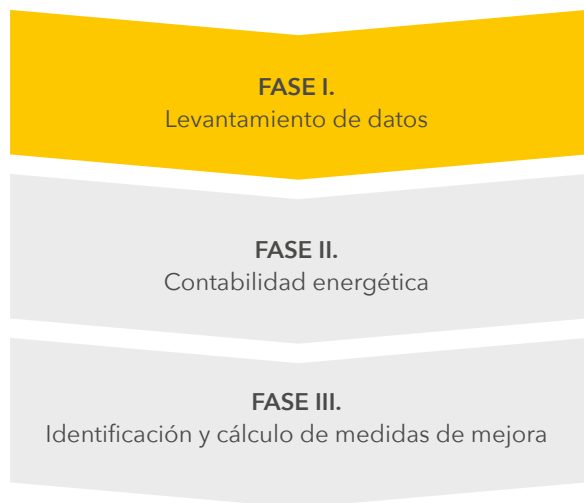 FASE I.
Levantamiento de datos
FASE II.
Contabilidad energética
FASE III.
Identificación y cálculo de medidas de mejora